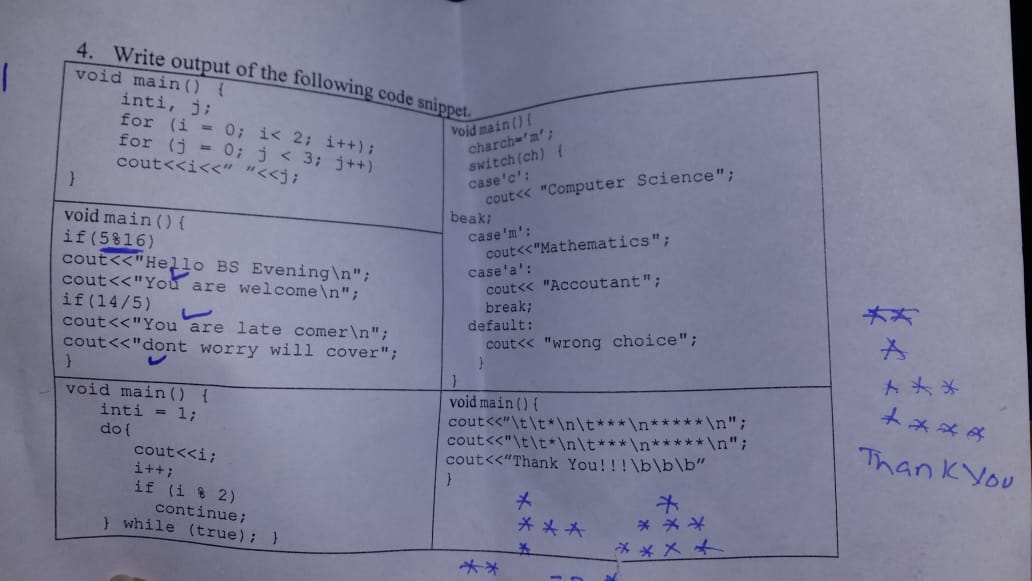 4. Write output of the following code snippet.
void main() {
inti, j;
for (i = 0; i< 2; i++);
for (j = 0; j < 3; j++)
cout<<i<<” ”<<j;
}
void main(){
if(5%16)
cout<<"Hello BS Evening\n";
cout<<"You are welcome\n";
if(14/5)
cout<<"You are late comer\n";
cout<<"dont worry will cover";
}
void main() {
inti = 1;
do{
cout<<i;
i++;
if (i % 2)
continue;
} while (true); }
void main(){
charch='m';
switch(ch) {
case'c':
cout<< "Computer Science";
beak;
case'm':
cout<<"Mathematics";
case'a':
cout<< "Accoutant";
break;
default:
cout<< "wrong choice";
}
}
void main(){
cout<<"\t\t*\n\t***\n*****\n";
cout<<"\t\t*\n\t***\n*****\n";
cout<<“Thank You!!!\b\b\b”
}
* *
* * * * * *
* * * * *
* *
* *
*
* * *
* * * *
Thank You